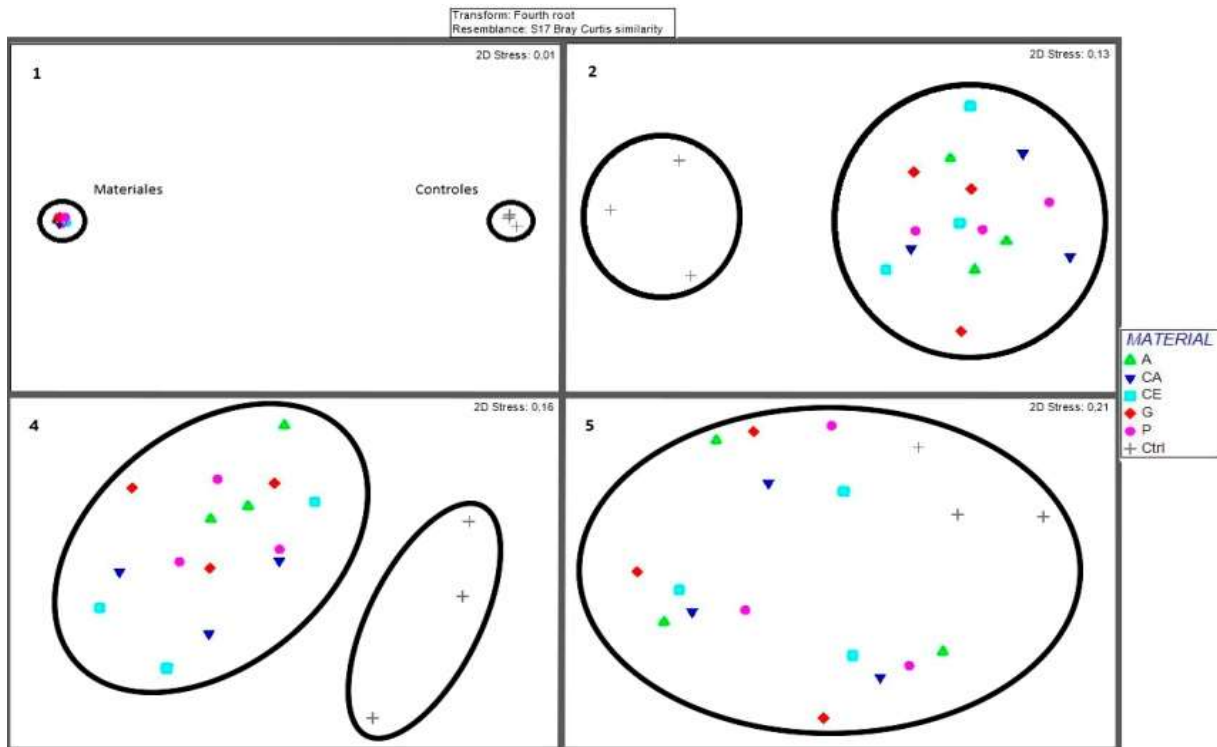 Transform: Fourth root
Resemblance: S17 Bray Curtis similarity
1
2D Stress: 0,01
Materiales
Controles
2
2D Stress: 0,13
4
2D Stress: 0,16
5
2D Stress: 0,21
MATERIAL
A
CA
CE
G
P
Ctrl